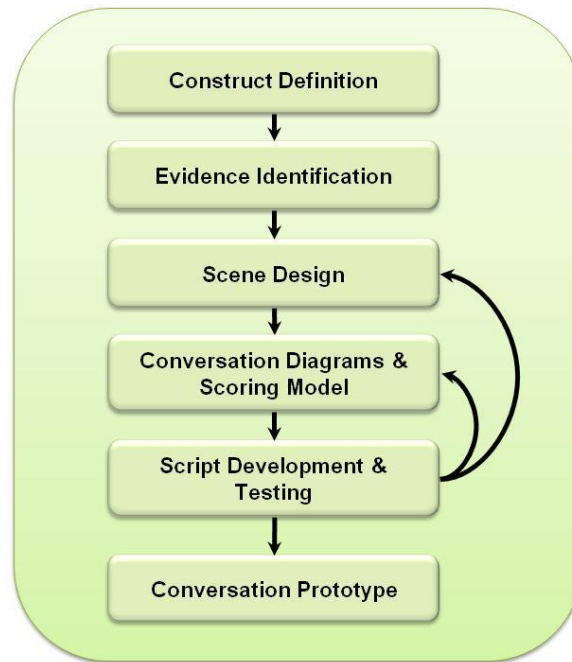 Construct Definition
Evidence Identification
Scene Design
Conversation Diagrams &
Scoring Model
Script Development &
Testing
Conversation Prototype